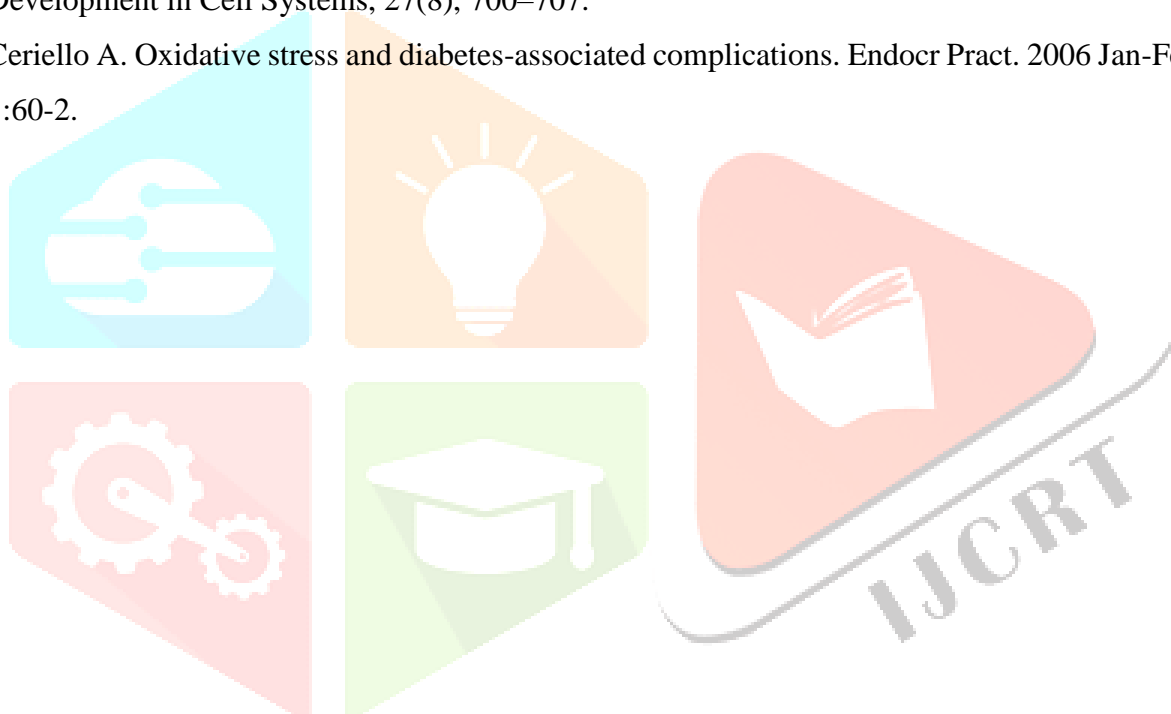 Development in Cell Systems, 27(8), 700–707.
Ceriello A. Oxidative stress and diabetes-associated complications. Endocr Pract. 2006 Jan-Fe
:60-2.
IJCRT